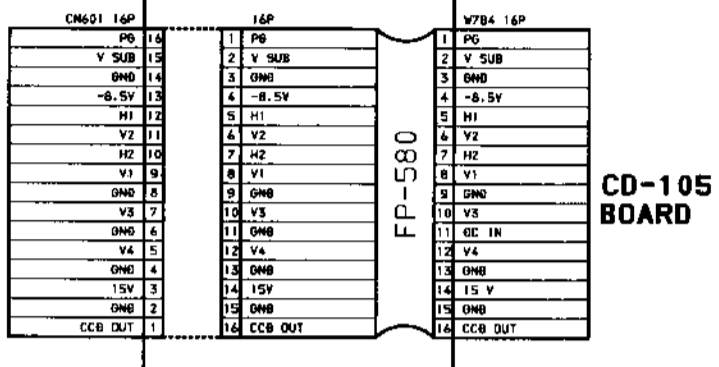 CN601 16P 16P W784 16P
PG 16 1 PG 1 PG
V SUB 15 2 V SUB 2 V SUB
GND 14 3 GND 3 GND
-8.5V 13 4 -8.5V 4 -8.5V
H1 12 5 H1 5 H1
V2 11 6 V2 6 V2
H2 10 7 H2 7 H2
V1 9 8 V1 8 V1
GND 8 9 GND 9 GND
V3 7 10 V3 10 V3
GND 6 11 GND 11 OC IN
V4 5 12 V4 12 V4
GND 4 13 GND 13 GND
15V 3 14 15V 14 15 V
GND 2 15 GND 15 GND
CCD OUT 1 16 CCD OUT 16 CCD OUT
FP-580
CD-105
BOARD